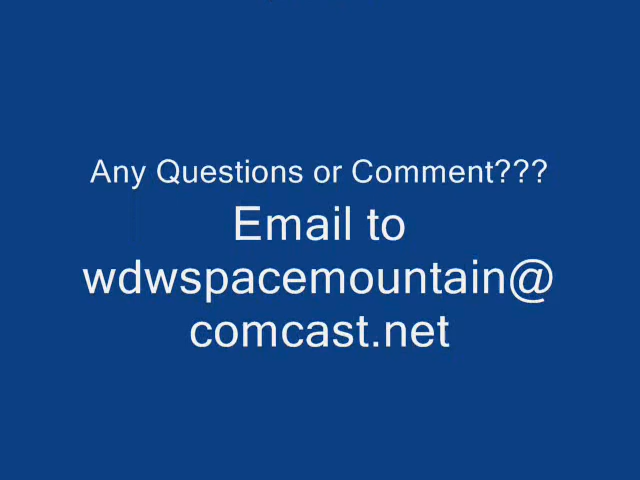 Any Questions or Comment???
Email to
wdwspacemountain@
comcast.net